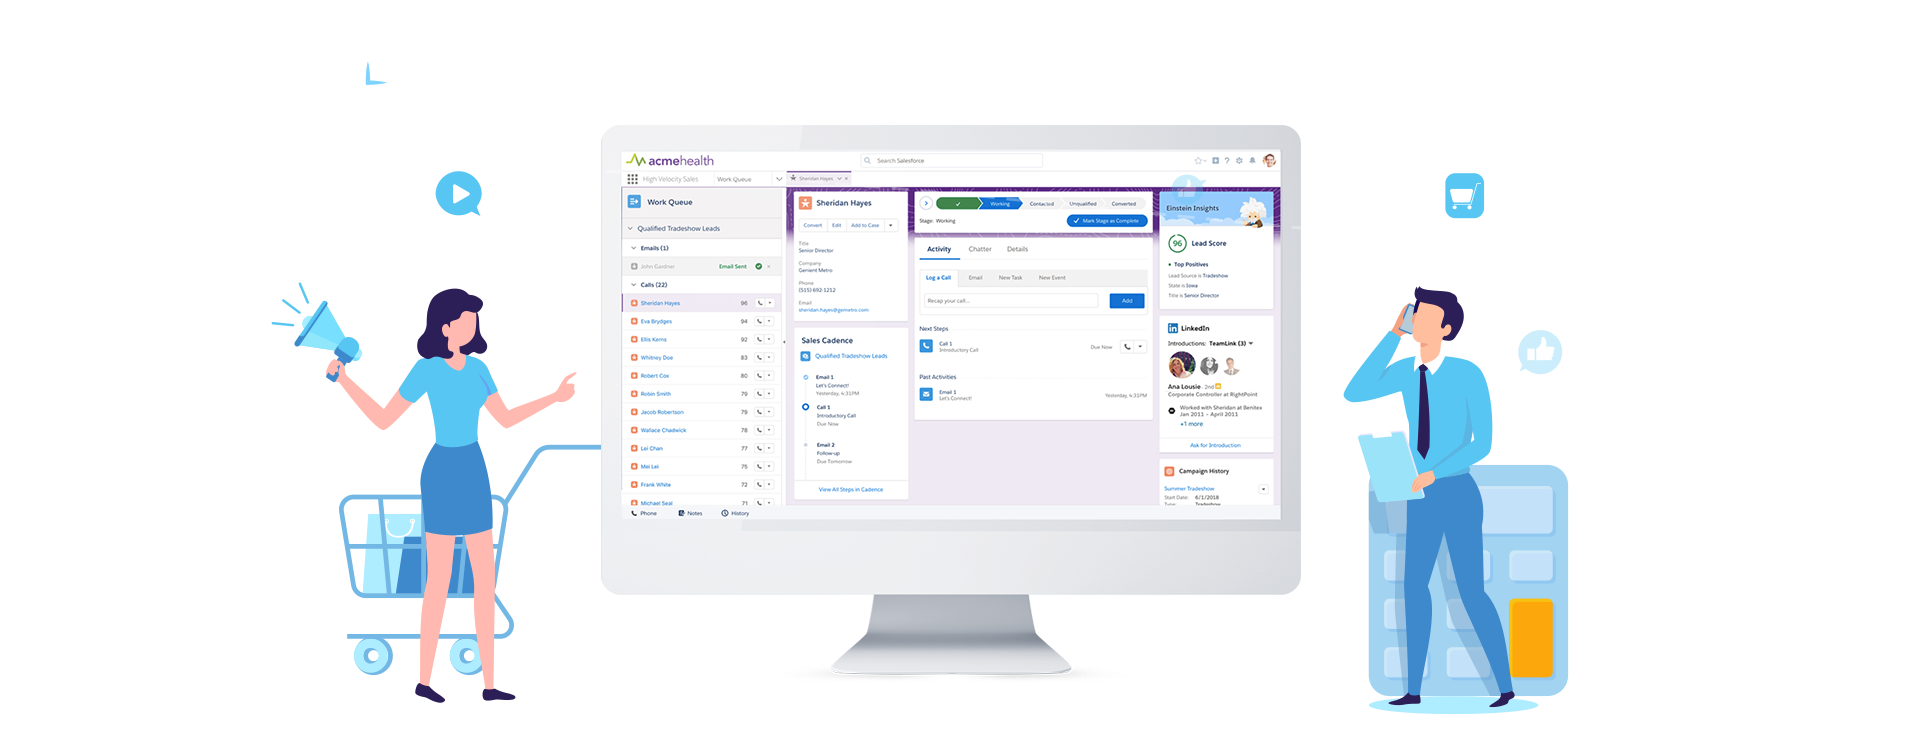 acmehealth
Search Salesforce
High Velocity Sales
Work Queue
Sheridan Hayes
Work Queue
Qualified Tradeshow Leads
Emails (1)
John Gardner Email Sent
Calls (22)
Sheridan Hayes 96
Eva Brydges 94
Ellis Kerns 92
Whitney Doe 83
Robert Cox 80
Robin Smith 79
Jacob Robertson 79
Wallace Chadwick 78
Lei Chan 77
Mei Lei 75
Frank White 72
Michael Seal 71
Phone Notes History
Sheridan Hayes
Convert Edit Add to Case
Title
Senior Director
Company
Genient Metro
Phone
(515) 692-1212
Email
sheridan.hayes@gemetro.com
Sales Cadence
Qualified Tradeshow Leads
Email 1
Let's Connect!
Yesterday, 4:31PM
Call 1
Introductory Call
Due Now
Email 2
Follow-up
Due Tomorrow
View All Steps in Cadence
Working Contacted Unqualified Converted
Stage: Working
Mark Stage as Complete
Activity Chatter Details
Log a Call Email New Task New Event
Recap your call...
Add
Next Steps
Call 1
Introductory Call
Due Now
Past Activities
Email 1
Let's Connect!
Yesterday, 4:31PM
Einstein Insights
96 Lead Score
Top Positives
Lead Source is Tradeshow
State is Iowa
Title is Senior Director
LinkedIn
Introductions: TeamLink (3)
Ana Lousie · 2nd
Corporate Controller at RightPoint
Worked with Sheridan at Benitex
Jan 2011 – April 2011
+1 more
Ask for Introduction
Campaign History
Summer Tradeshow
Start Date: 6/1/2018
Type: Tradeshow